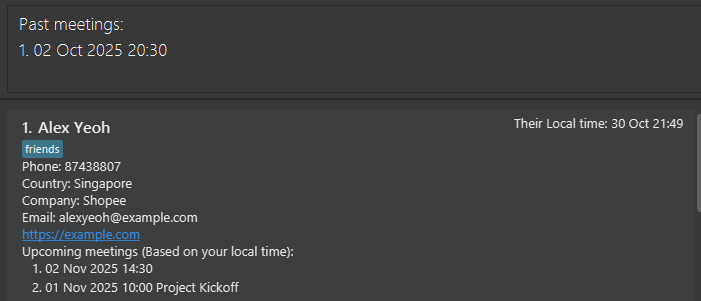 Past meetings:
1. 02 Oct 2025 20:30
1. Alex Yeoh
Their Local time: 30 Oct 21:49
friends
Phone: 87438807
Country: Singapore
Company: Shopee
Email: alexyeoh@example.com
https://example.com
Upcoming meetings (Based on your local time):
1. 02 Nov 2025 14:30
2. 01 Nov 2025 10:00 Project Kickoff